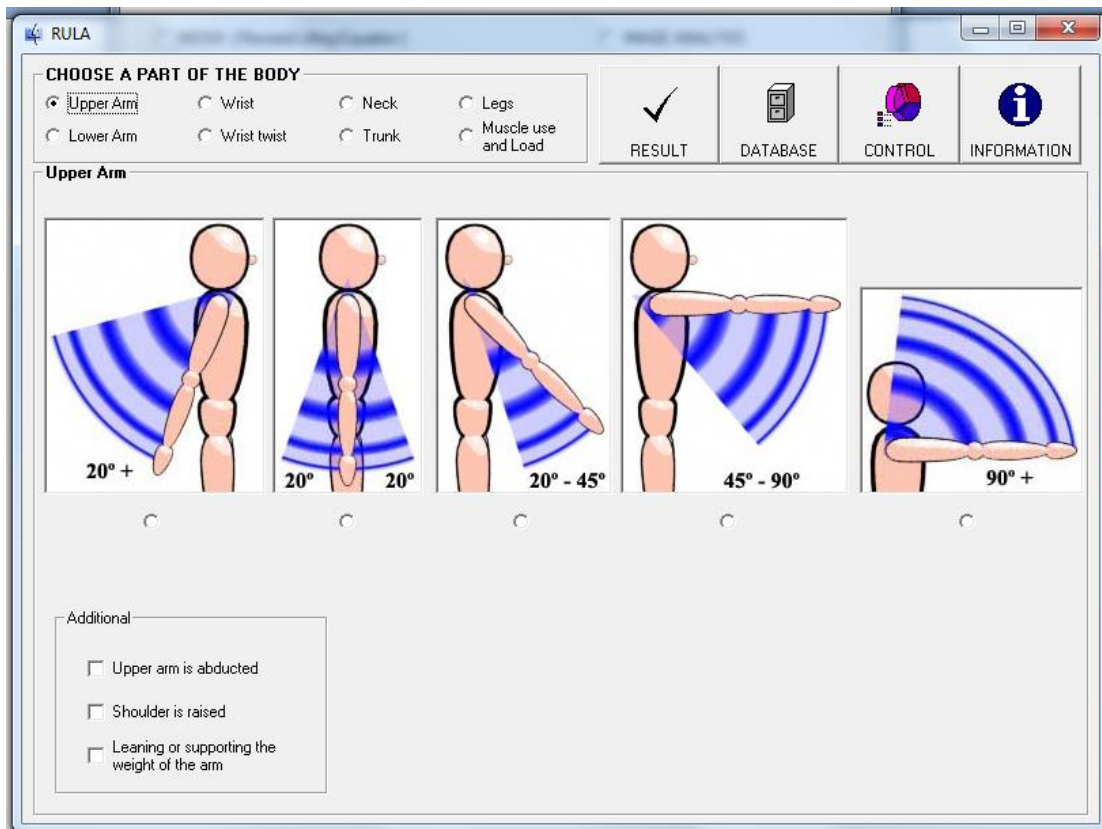 RULA
CHOOSE A PART OF THE BODY
Upper Arm
Wrist
Neck
Legs
Lower Arm
Wrist twist
Trunk
Muscle use
and Load
RESULT
DATABASE
CONTROL
INFORMATION
Upper Arm
20º +
20º
20º
20º - 45º
45º - 90º
90º +
Additional
Upper arm is abducted
Shoulder is raised
Leaning or supporting the
weight of the arm